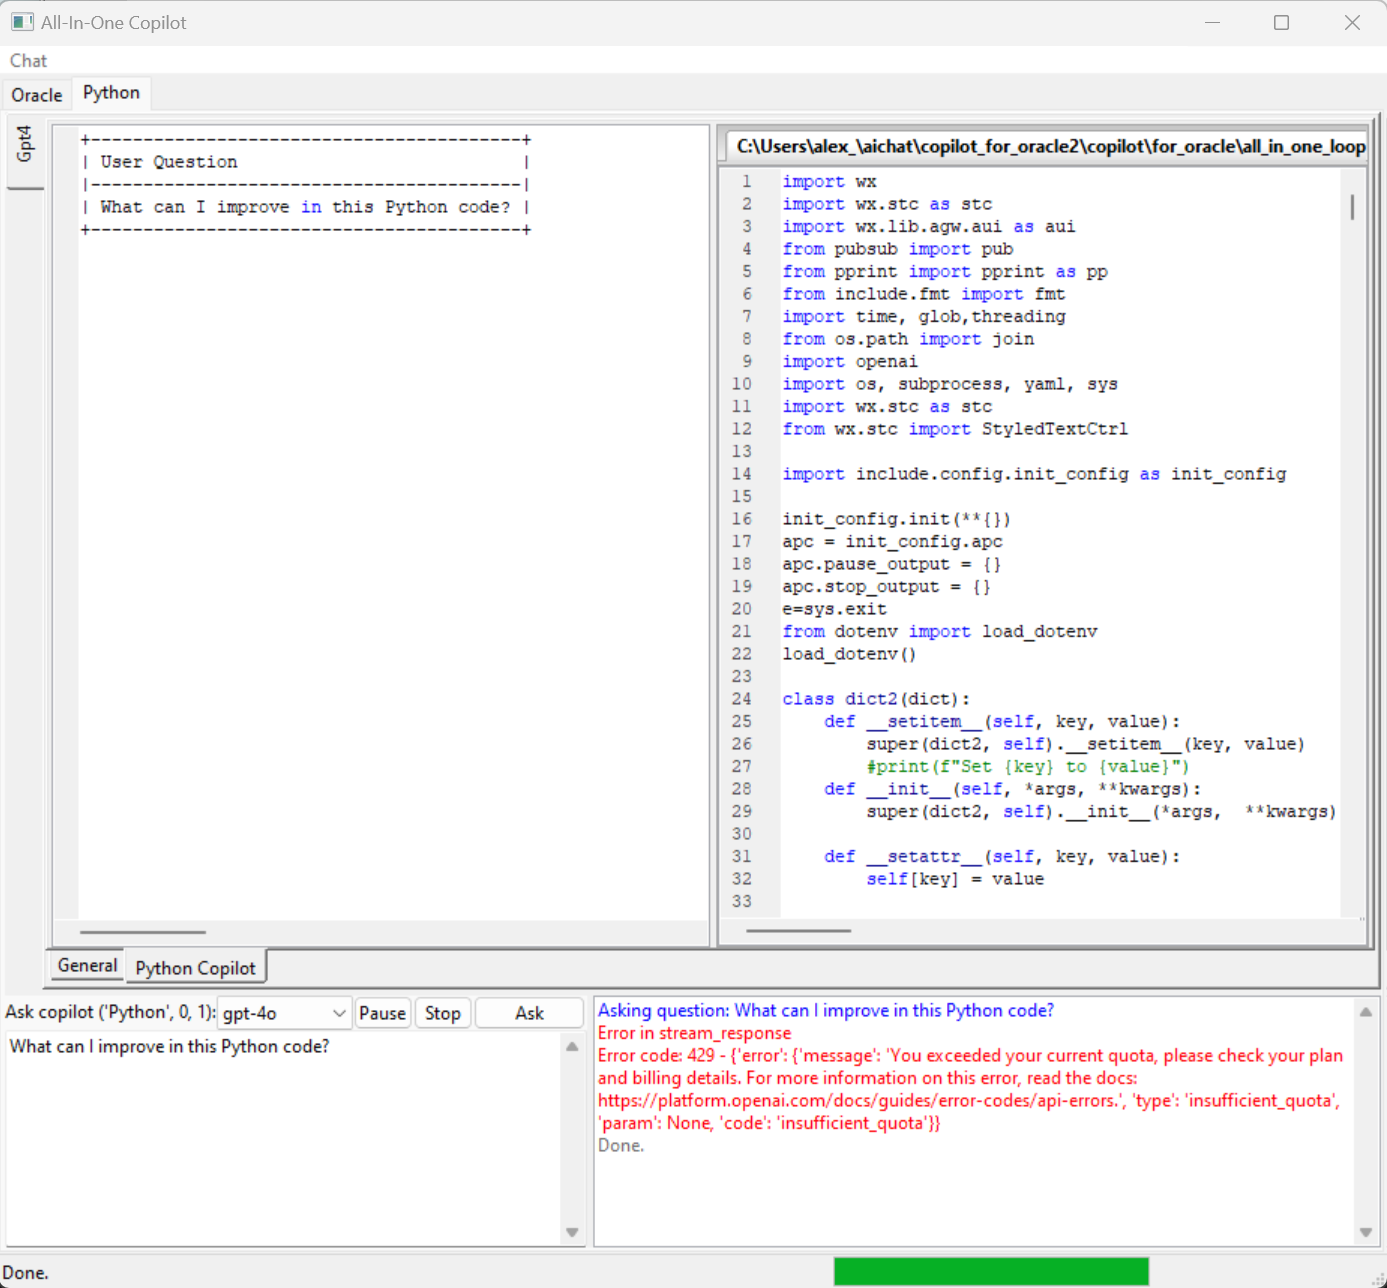 All-In-One Copilot
Chat
Oracle
Python
Gpt4
+-----------------------------------------+
| User Question                           |
|-----------------------------------------|
| What can I improve in this Python code? |
+-----------------------------------------+
C:\Users\alex_\aichat\copilot_for_oracle2\copilot\for_oracle\all_in_one_loop
1 import wx
2 import wx.stc as stc
3 import wx.lib.agw.aui as aui
4 from pubsub import pub
5 from pprint import pprint as pp
6 from include.fmt import fmt
7 import time, glob,threading
8 from os.path import join
9 import openai
10 import os, subprocess, yaml, sys
11 import wx.stc as stc
12 from wx.stc import StyledTextCtrl
13
14 import include.config.init_config as init_config
15
16 init_config.init(**{})
17 apc = init_config.apc
18 apc.pause_output = {}
19 apc.stop_output = {}
20 e=sys.exit
21 from dotenv import load_dotenv
22 load_dotenv()
23
24 class dict2(dict):
25     def __setitem__(self, key, value):
26         super(dict2, self).__setitem__(key, value)
27         #print(f"Set {key} to {value}")
28     def __init__(self, *args, **kwargs):
29         super(dict2, self).__init__(*args,  **kwargs)
30
31     def __setattr__(self, key, value):
32         self[key] = value
33
General
Python Copilot
Ask copilot ('Python', 0, 1): gpt-4o Pause Stop Ask
What can I improve in this Python code?
Asking question: What can I improve in this Python code?
Error in stream_response
Error code: 429 - {'error': {'message': 'You exceeded your current quota, please check your plan
and billing details. For more information on this error, read the docs:
https://platform.openai.com/docs/guides/error-codes/api-errors.', 'type': 'insufficient_quota',
'param': None, 'code': 'insufficient_quota'}}
Done.
Done.